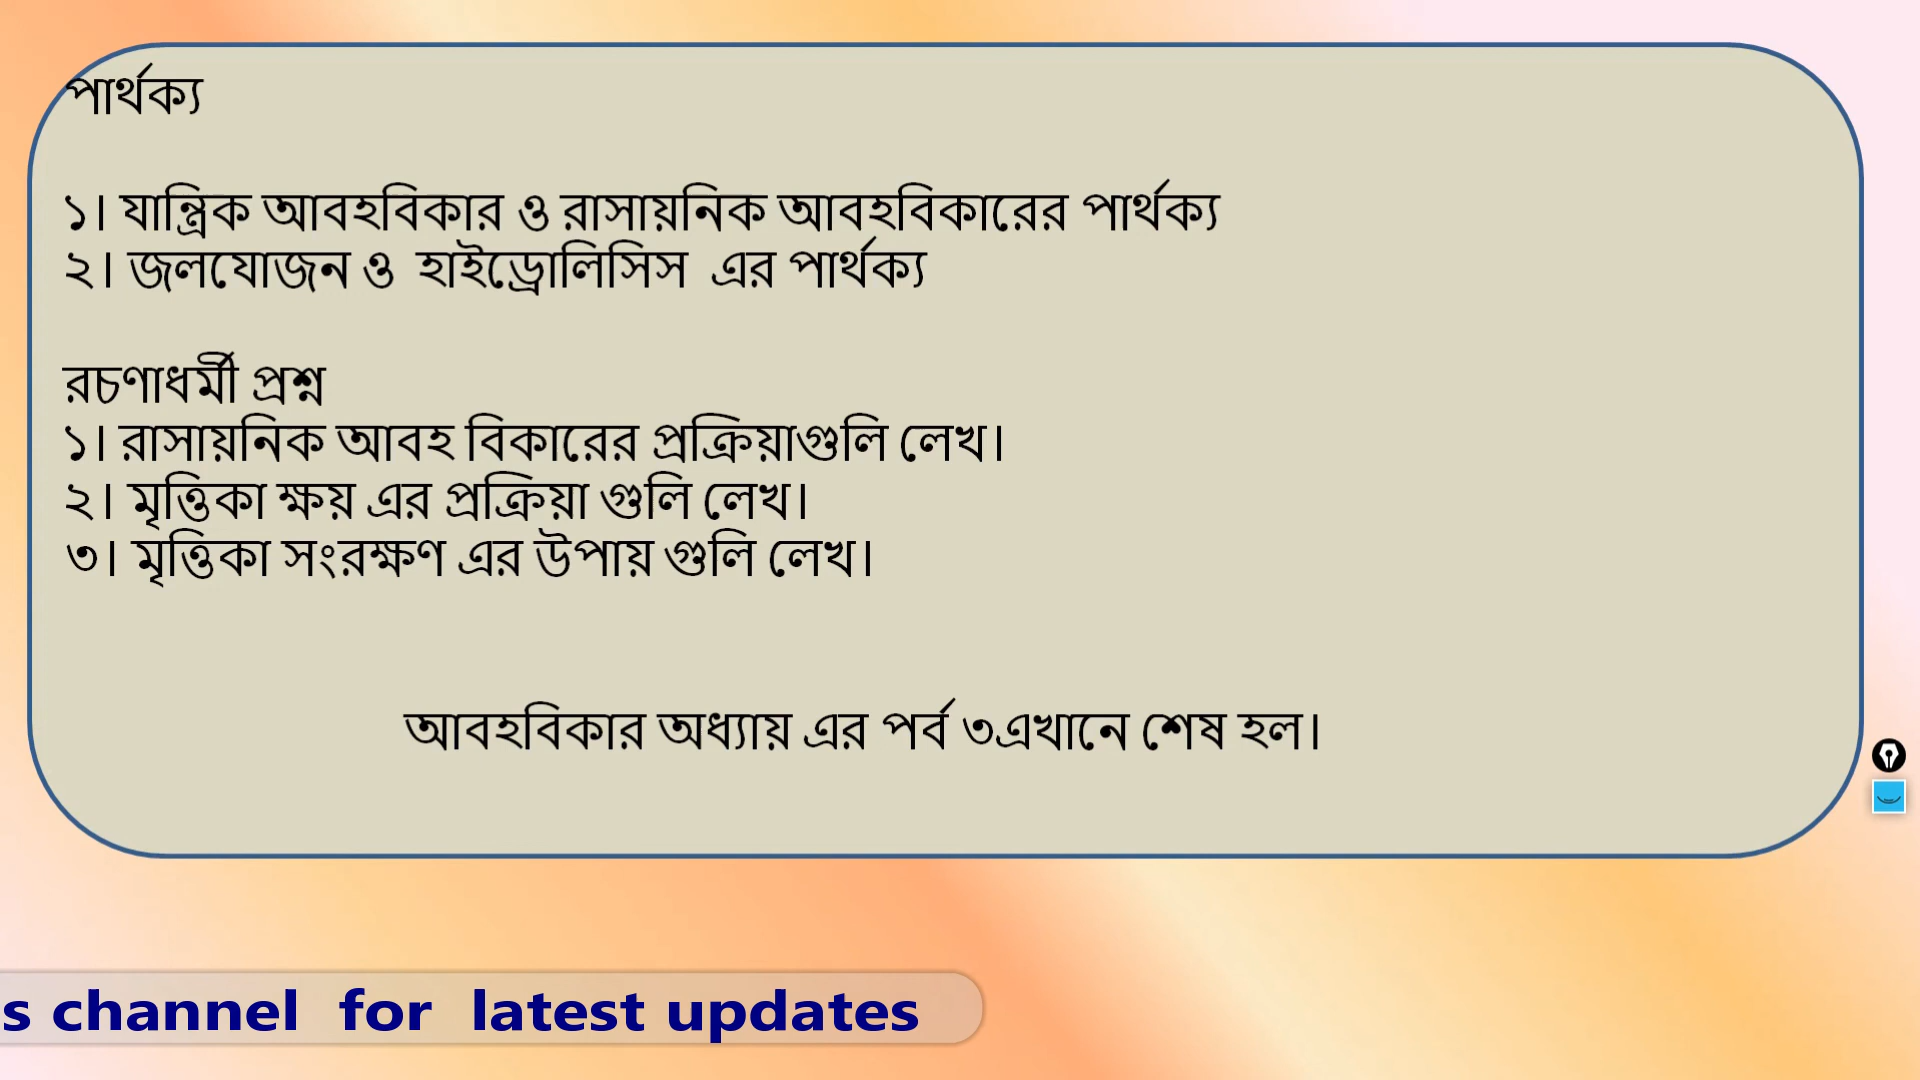 পার্থক্য
১। যান্ত্রিক আবহবিকার ও রাসায়নিক আবহবিকারের পার্থক্য
২। জলযোজন ও হাইড্রোলিসিস এর পার্থক্য
রচণাধর্মী প্রশ্ন
১। রাসায়নিক আবহ বিকারের প্রক্রিয়াগুলি লেখ।
২। মৃত্তিকা ক্ষয় এর প্রক্রিয়া গুলি লেখ।
৩। মৃত্তিকা সংরক্ষণ এর উপায় গুলি লেখ।
আবহবিকার অধ্যায় এর পর্ব ৩এখানে শেষ হল।
s channel for latest updates